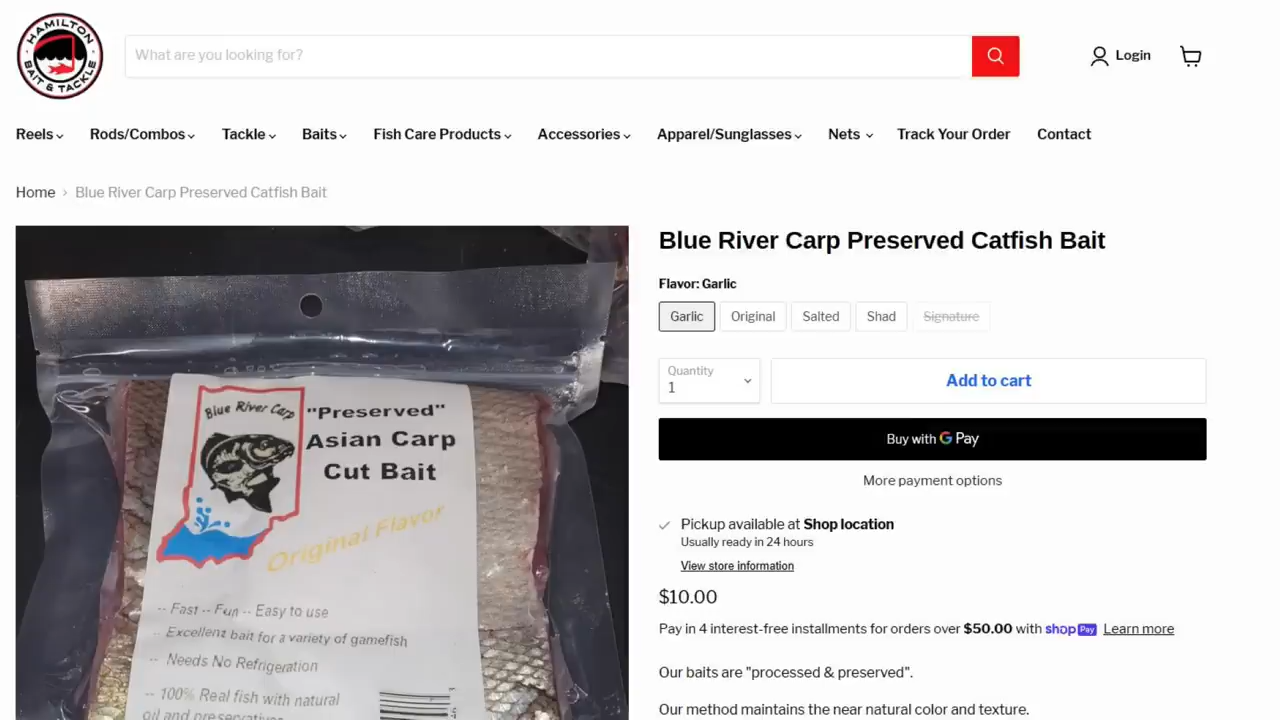 HAMILTON
BAIT & TACKLE
What are you looking for?
Login
Reels
Rods/Combos
Tackle
Baits
Fish Care Products
Accessories
Apparel/Sunglasses
Nets
Track Your Order
Contact
Home > Blue River Carp Preserved Catfish Bait
Blue River Carp
"Preserved"
Asian Carp
Cut Bait
Original Flavor
-- Fast -- Fun -- Easy to use
-- Excellent bait for a variety of gamefish
-- Needs No Refrigeration
-- 100% Real fish with natural
oil and preservatives
Blue River Carp Preserved Catfish Bait
Flavor: Garlic
Garlic
Original
Salted
Shad
Signature
Quantity
1
Add to cart
Buy with G Pay
More payment options
Pickup available at Shop location
Usually ready in 24 hours
View store information
$10.00
Pay in 4 interest-free installments for orders over $50.00 with shop Pay Learn more
Our baits are "processed & preserved".
Our method maintains the near natural color and texture.